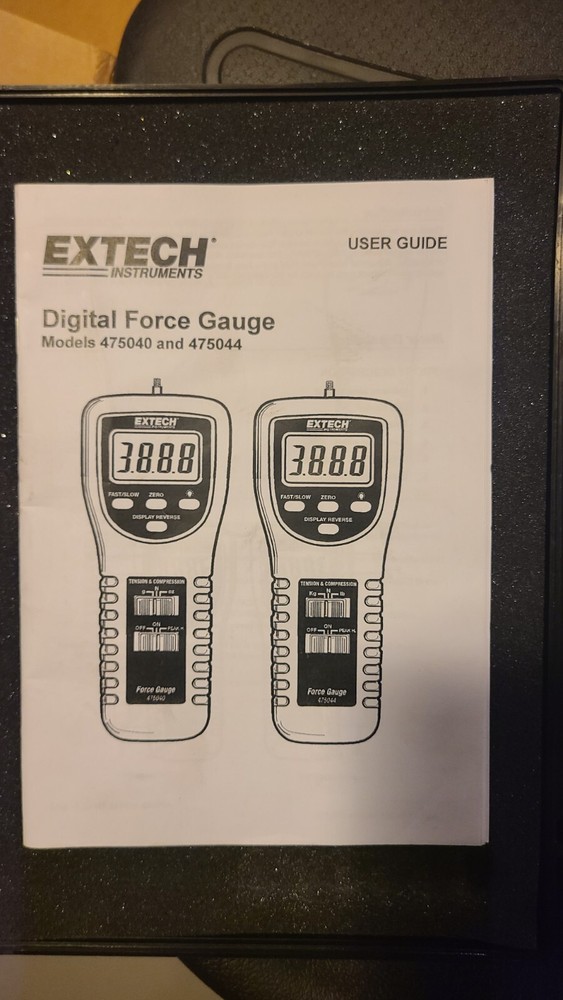 EXTECH®
INSTRUMENTS
USER GUIDE
Digital Force Gauge
Models 475040 and 475044
EXTECH
3.8.8.8
FAST/SLOW ZERO
DISPLAY REVERSE
TENSION & COMPRESSION
N
g oz
ON
OFF PEAK H.
Force Gauge
475040
EXTECH
3.8.8.8
FAST/SLOW ZERO
DISPLAY REVERSE
TENSION & COMPRESSION
N
Kg lb
ON
OFF PEAK H.
Force Gauge
475044